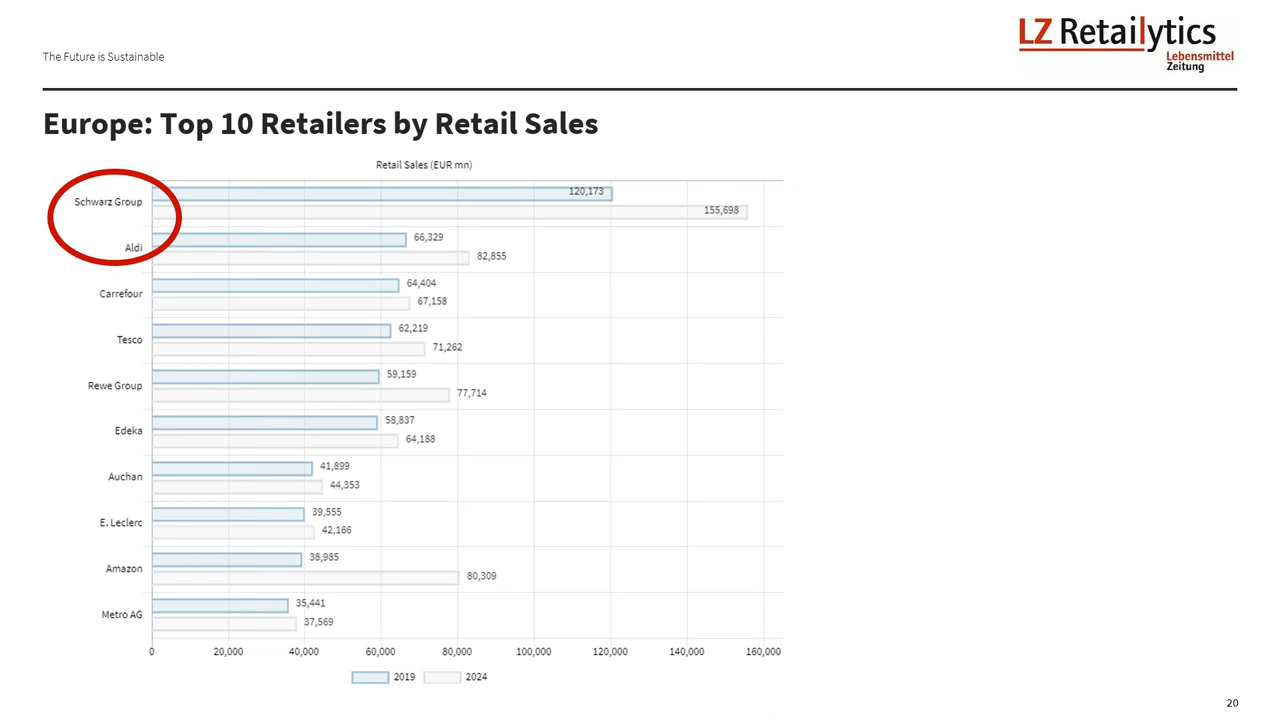 LZ Retailytics
Lebensmittel
Zeitung
The Future is Sustainable
Europe: Top 10 Retailers by Retail Sales
Retail Sales (EUR mn)
Schwarz Group
120,173
155,698
Aldi
66,329
82,855
Carrefour
64,404
67,158
Tesco
62,219
71,262
Rewe Group
59,159
77,714
Edeka
58,837
64,188
Auchan
41,899
44,353
E. Leclerc
39,555
42,166
Amazon
38,985
80,309
Metro AG
35,441
37,569
0 20,000 40,000 60,000 80,000 100,000 120,000 140,000 160,000
2019 2024
20